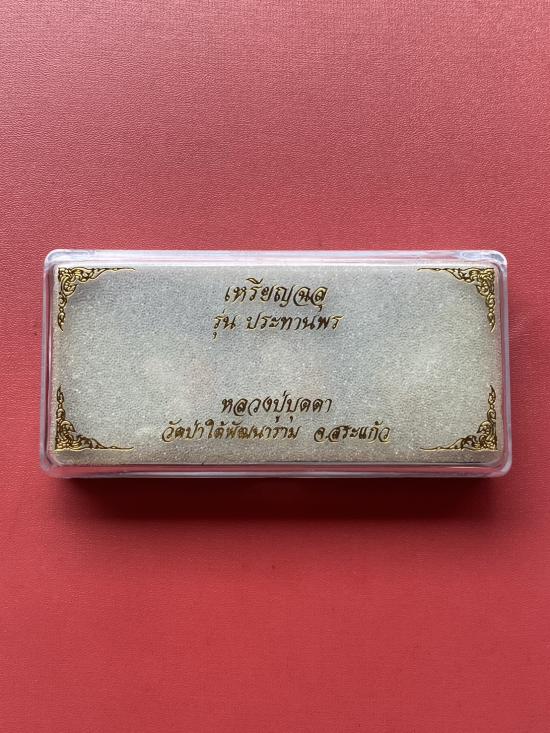 เหรียญฉลุ
รุ่น ประทานพร
หลวงปู่บุดดา
วัดป่าใต้พัฒนาราม จ.สระแก้ว